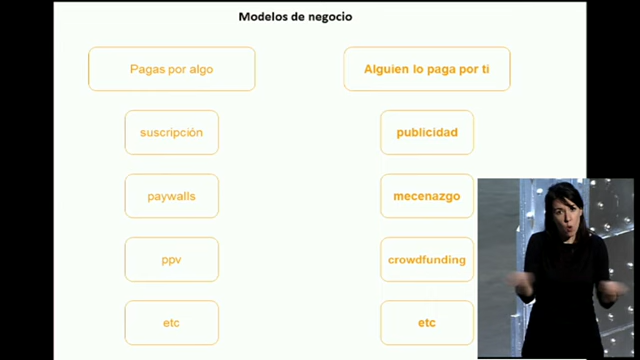 Modelos de negocio
Pagas por algo
Alguien lo paga por ti
suscripción
publicidad
paywalls
mecenazgo
ppv
crowdfunding
etc
etc